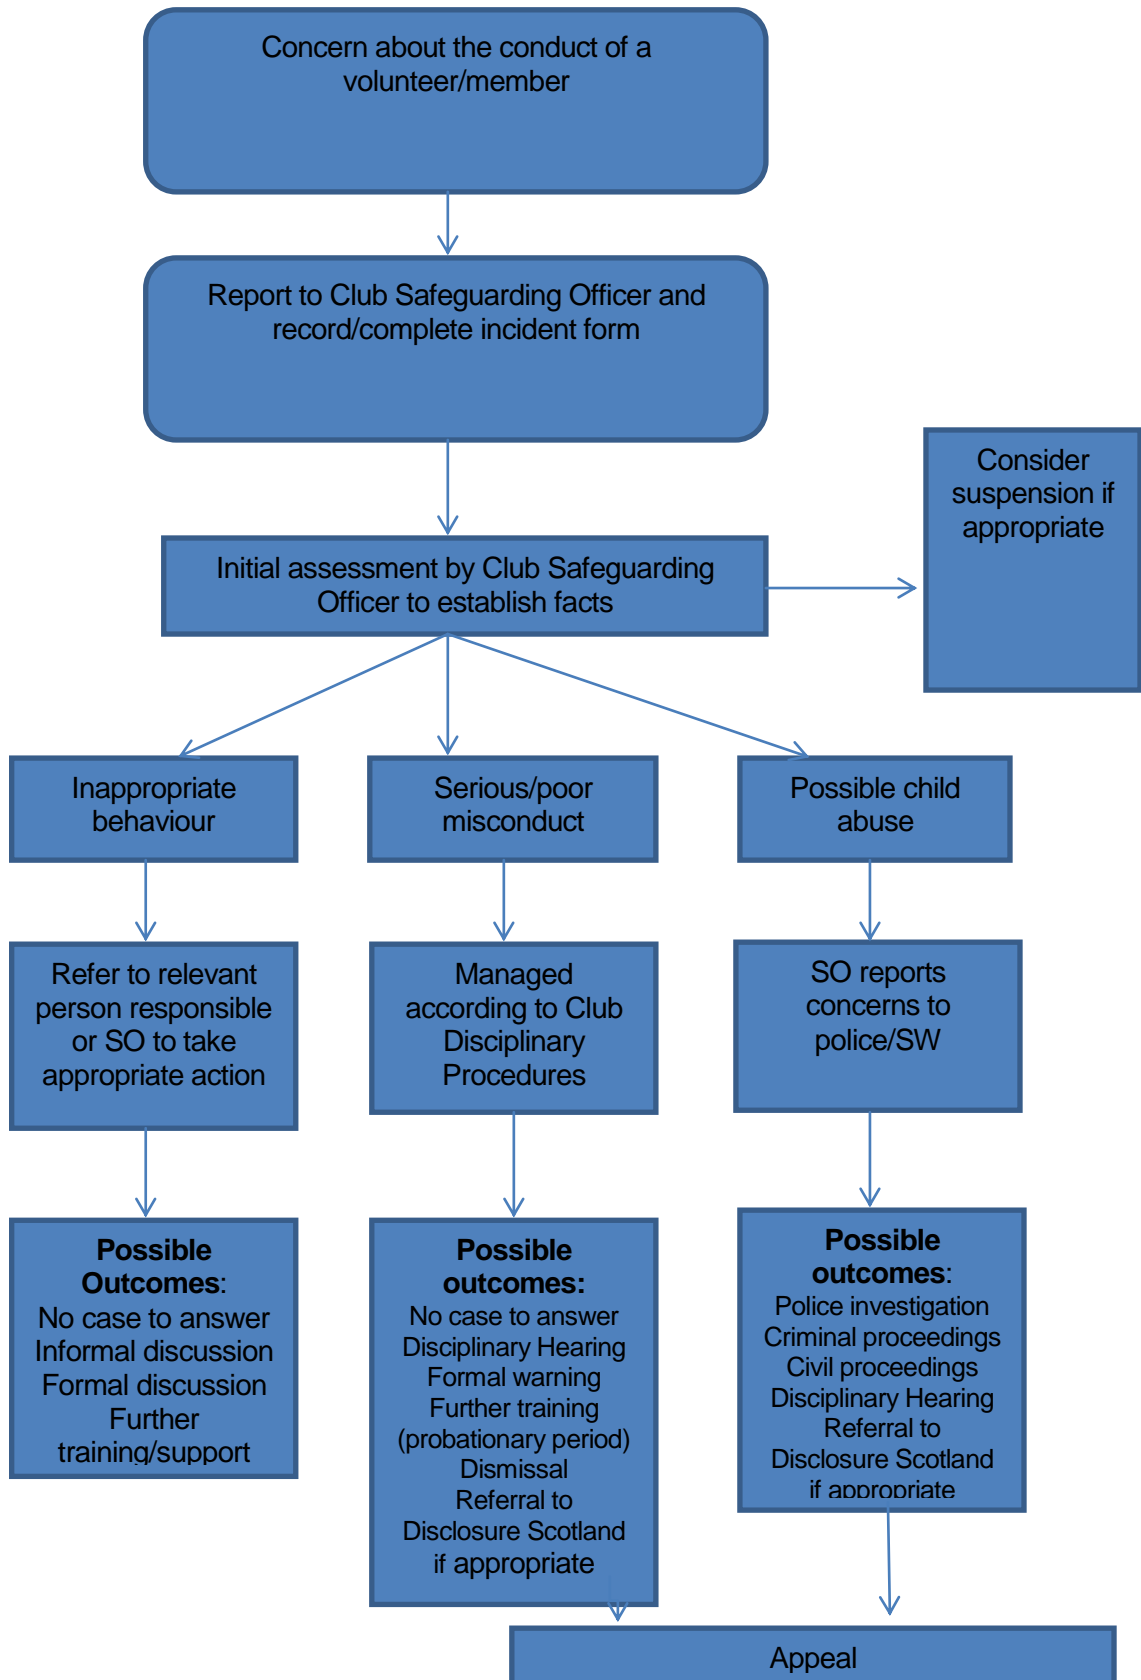 Concern about the conduct of a
volunteer/member
Report to Club Safeguarding Officer and
record/complete incident form
Consider
suspension if
appropriate
Initial assessment by Club Safeguarding
Officer to establish facts
Inappropriate
behaviour
Serious/poor
misconduct
Possible child
abuse
Refer to relevant
person responsible
or SO to take
appropriate action
Managed
according to Club
Disciplinary
Procedures
SO reports
concerns to
police/SW
Possible
Outcomes:
No case to answer
Informal discussion
Formal discussion
Further
training/support
Possible
outcomes:
No case to answer
Disciplinary Hearing
Formal warning
Further training
(probationary period)
Dismissal
Referral to
Disclosure Scotland
if appropriate
Possible
outcomes:
Police investigation
Criminal proceedings
Civil proceedings
Disciplinary Hearing
Referral to
Disclosure Scotland
if appropriate
Appeal